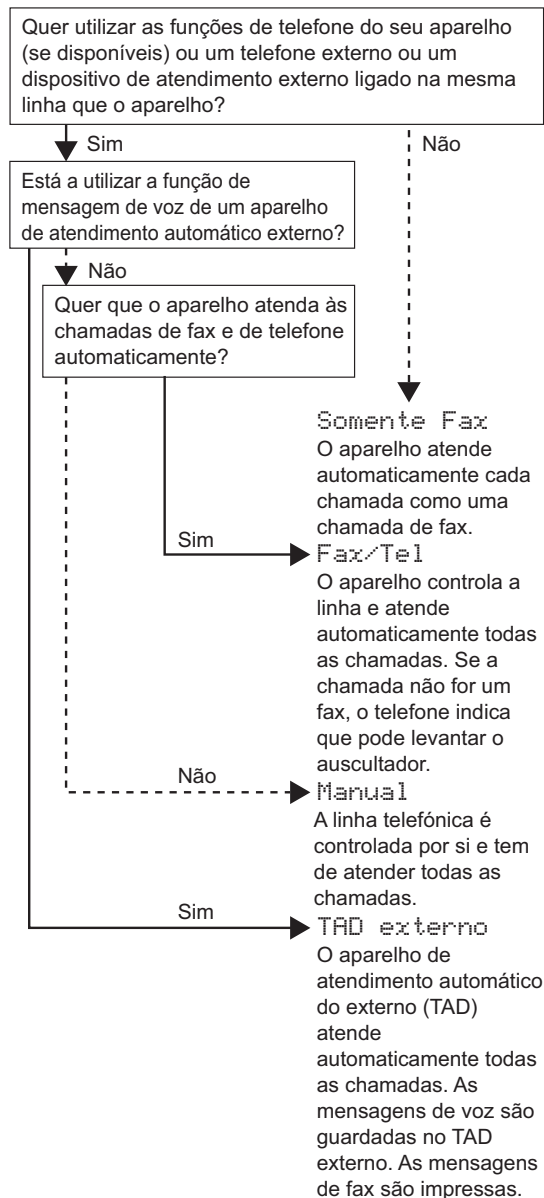 Quer utilizar as funções de telefone do seu aparelho
(se disponíveis) ou um telefone externo ou um
dispositivo de atendimento externo ligado na mesma
linha que o aparelho?
Sim
Não
Está a utilizar a função de
mensagem de voz de um aparelho
de atendimento automático externo?
Não
Quer que o aparelho atenda às
chamadas de fax e de telefone
automaticamente?
Somente Fax
O aparelho atende
automaticamente cada
chamada como uma
chamada de fax.
Sim
Fax/Tel
O aparelho controla a
linha e atende
automaticamente todas
as chamadas. Se a
chamada não for um
fax, o telefone indica
que pode levantar o
auscultador.
Não
Manual
A linha telefónica é
controlada por si e tem
de atender todas as
chamadas.
Sim
TAD externo
O aparelho de
atendimento automático
do externo (TAD)
atende
automaticamente todas
as chamadas. As
mensagens de voz são
guardadas no TAD
externo. As mensagens
de fax são impressas.